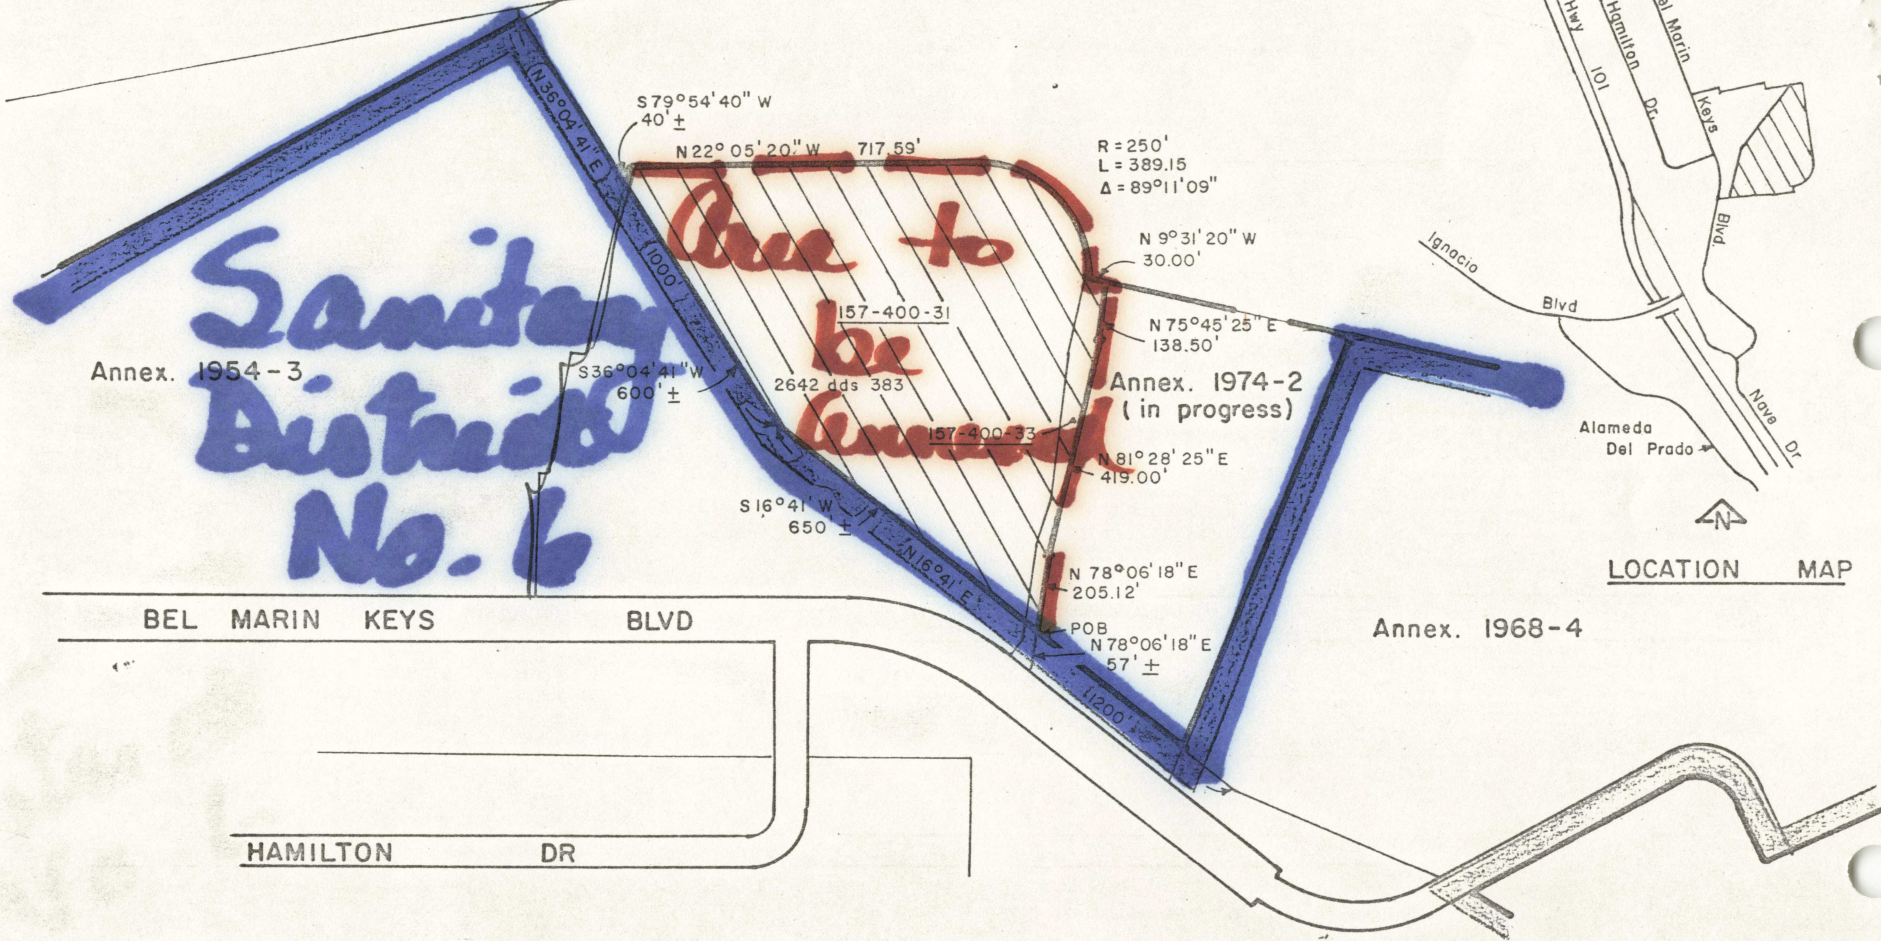 N36°04'41"E
S79°54'40" W
40'±
N22°05'20" W 717.59'
R = 250'
L = 389.15
Δ = 89°11'09"
N 9°31'20" W
30.00'
Hwy 101
Hamilton Dr.
el Marin Keys Blvd.
Ignacio Blvd
Nave Dr
Alameda
Del Prado
N
LOCATION MAP
Area to
be
annexed
(1000')
157-400-31
N 75°45'25" E
138.50'
Sanitary
District
No. 6
Annex. 1954-3
S36°04'41"W
600'±
2642 dds 383
Annex. 1974-2
(in progress)
157-400-33
N 81°28'25"E
419.00'
S16°41' W
650'±
N16°41' E
N 78°06'18"E
205.12'
POB
N78°06'18"E
57'±
(1200')
Annex. 1968-4
BEL MARIN KEYS BLVD
HAMILTON DR